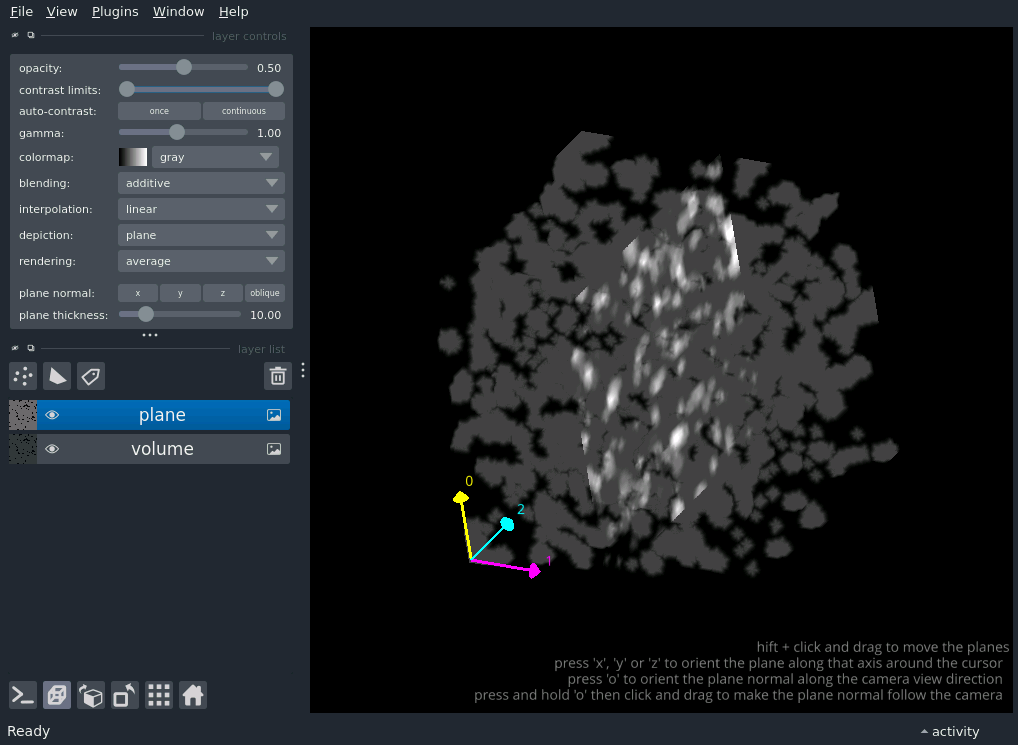 File View Plugins Window Help
layer controls
opacity: 0.50
contrast limits:
auto-contrast: once continuous
gamma: 1.00
colormap: gray
blending: additive
interpolation: linear
depiction: plane
rendering: average
plane normal: x y z oblique
plane thickness: 10.00
layer list
plane
volume
0
2
1
hift + click and drag to move the planes
press 'x', 'y' or 'z' to orient the plane along that axis around the cursor
press 'o' to orient the plane normal along the camera view direction
press and hold 'o' then click and drag to make the plane normal follow the camera
Ready activity